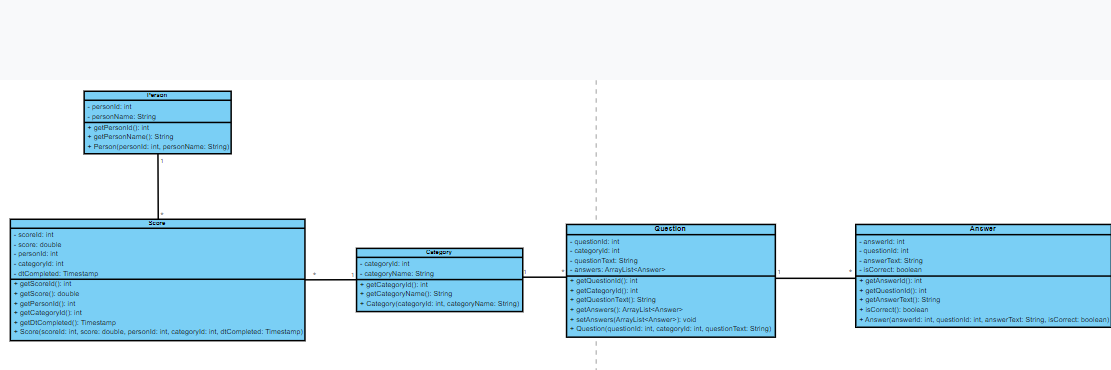 Person
- personId: int
- personName: String
+ getPersonId(): int
+ getPersonName(): String
+ Person(personId: int, personName: String)
1
*
Score
- scoreId: int
- score: double
- personId: int
- categoryId: int
- dtCompleted: Timestamp
+ getScoreId(): int
+ getScore(): double
+ getPersonId(): int
+ getCategoryId(): int
+ getDtCompleted(): Timestamp
+ Score(scoreId: int, score: double, personId: int, categoryId: int, dtCompleted: Timestamp)
*
1
Category
- categoryId: int
- categoryName: String
+ getCategoryId(): int
+ getCategoryName(): String
+ Category(categoryId: int, categoryName: String)
1
*
Question
- questionId: int
- categoryId: int
- questionText: String
- answers: ArrayList<Answer>
+ getQuestionId(): int
+ getCategoryId(): int
+ getQuestionText(): String
+ getAnswers(): ArrayList<Answer>
+ setAnswers(ArrayList<Answer>): void
+ Question(questionId: int, categoryId: int, questionText: String)
1
*
Answer
- answerId: int
- questionId: int
- answerText: String
- isCorrect: boolean
+ getAnswerId(): int
+ getQuestionId(): int
+ getAnswerText(): String
+ isCorrect(): boolean
+ Answer(answerId: int, questionId: int, answerText: String, isCorrect: boolean)